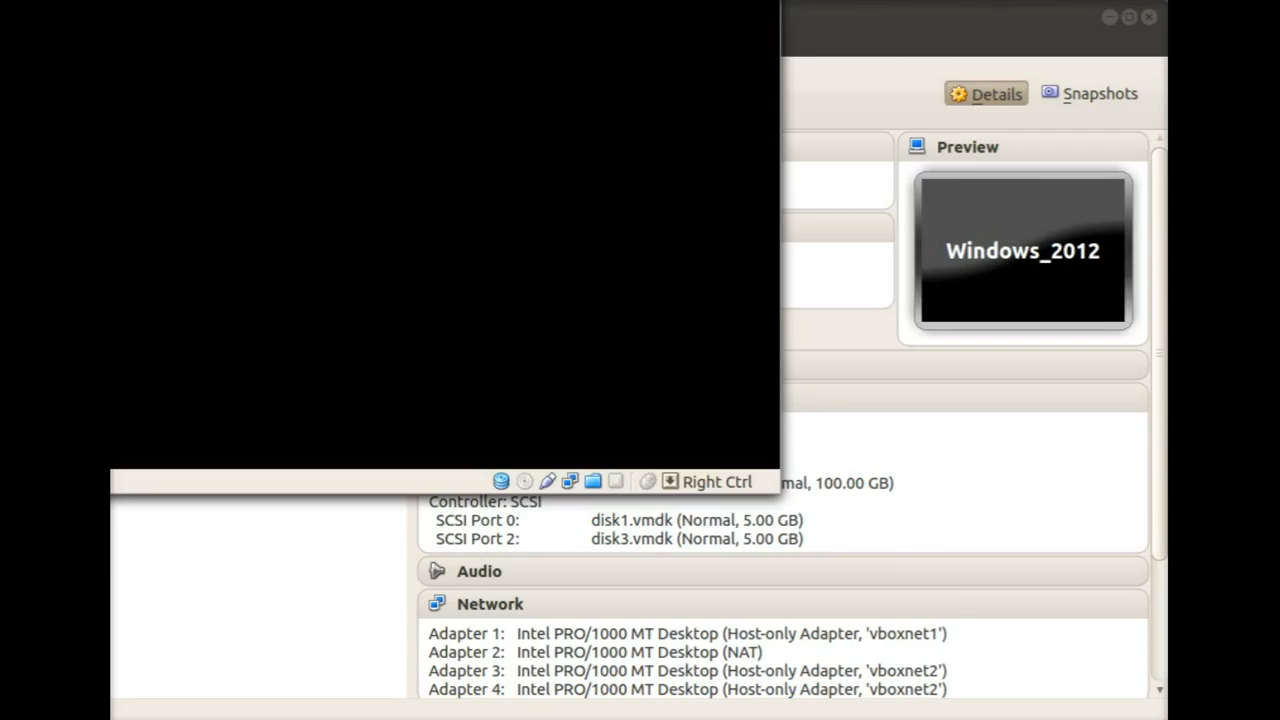 Details
Snapshots
Preview
Windows_2012
Right Ctrl
mal, 100.00 GB)
Controller: SCSI
SCSI Port 0: disk1.vmdk (Normal, 5.00 GB)
SCSI Port 2: disk3.vmdk (Normal, 5.00 GB)
Audio
Network
Adapter 1: Intel PRO/1000 MT Desktop (Host-only Adapter, 'vboxnet1')
Adapter 2: Intel PRO/1000 MT Desktop (NAT)
Adapter 3: Intel PRO/1000 MT Desktop (Host-only Adapter, 'vboxnet2')
Adapter 4: Intel PRO/1000 MT Desktop (Host-only Adapter, 'vboxnet2')